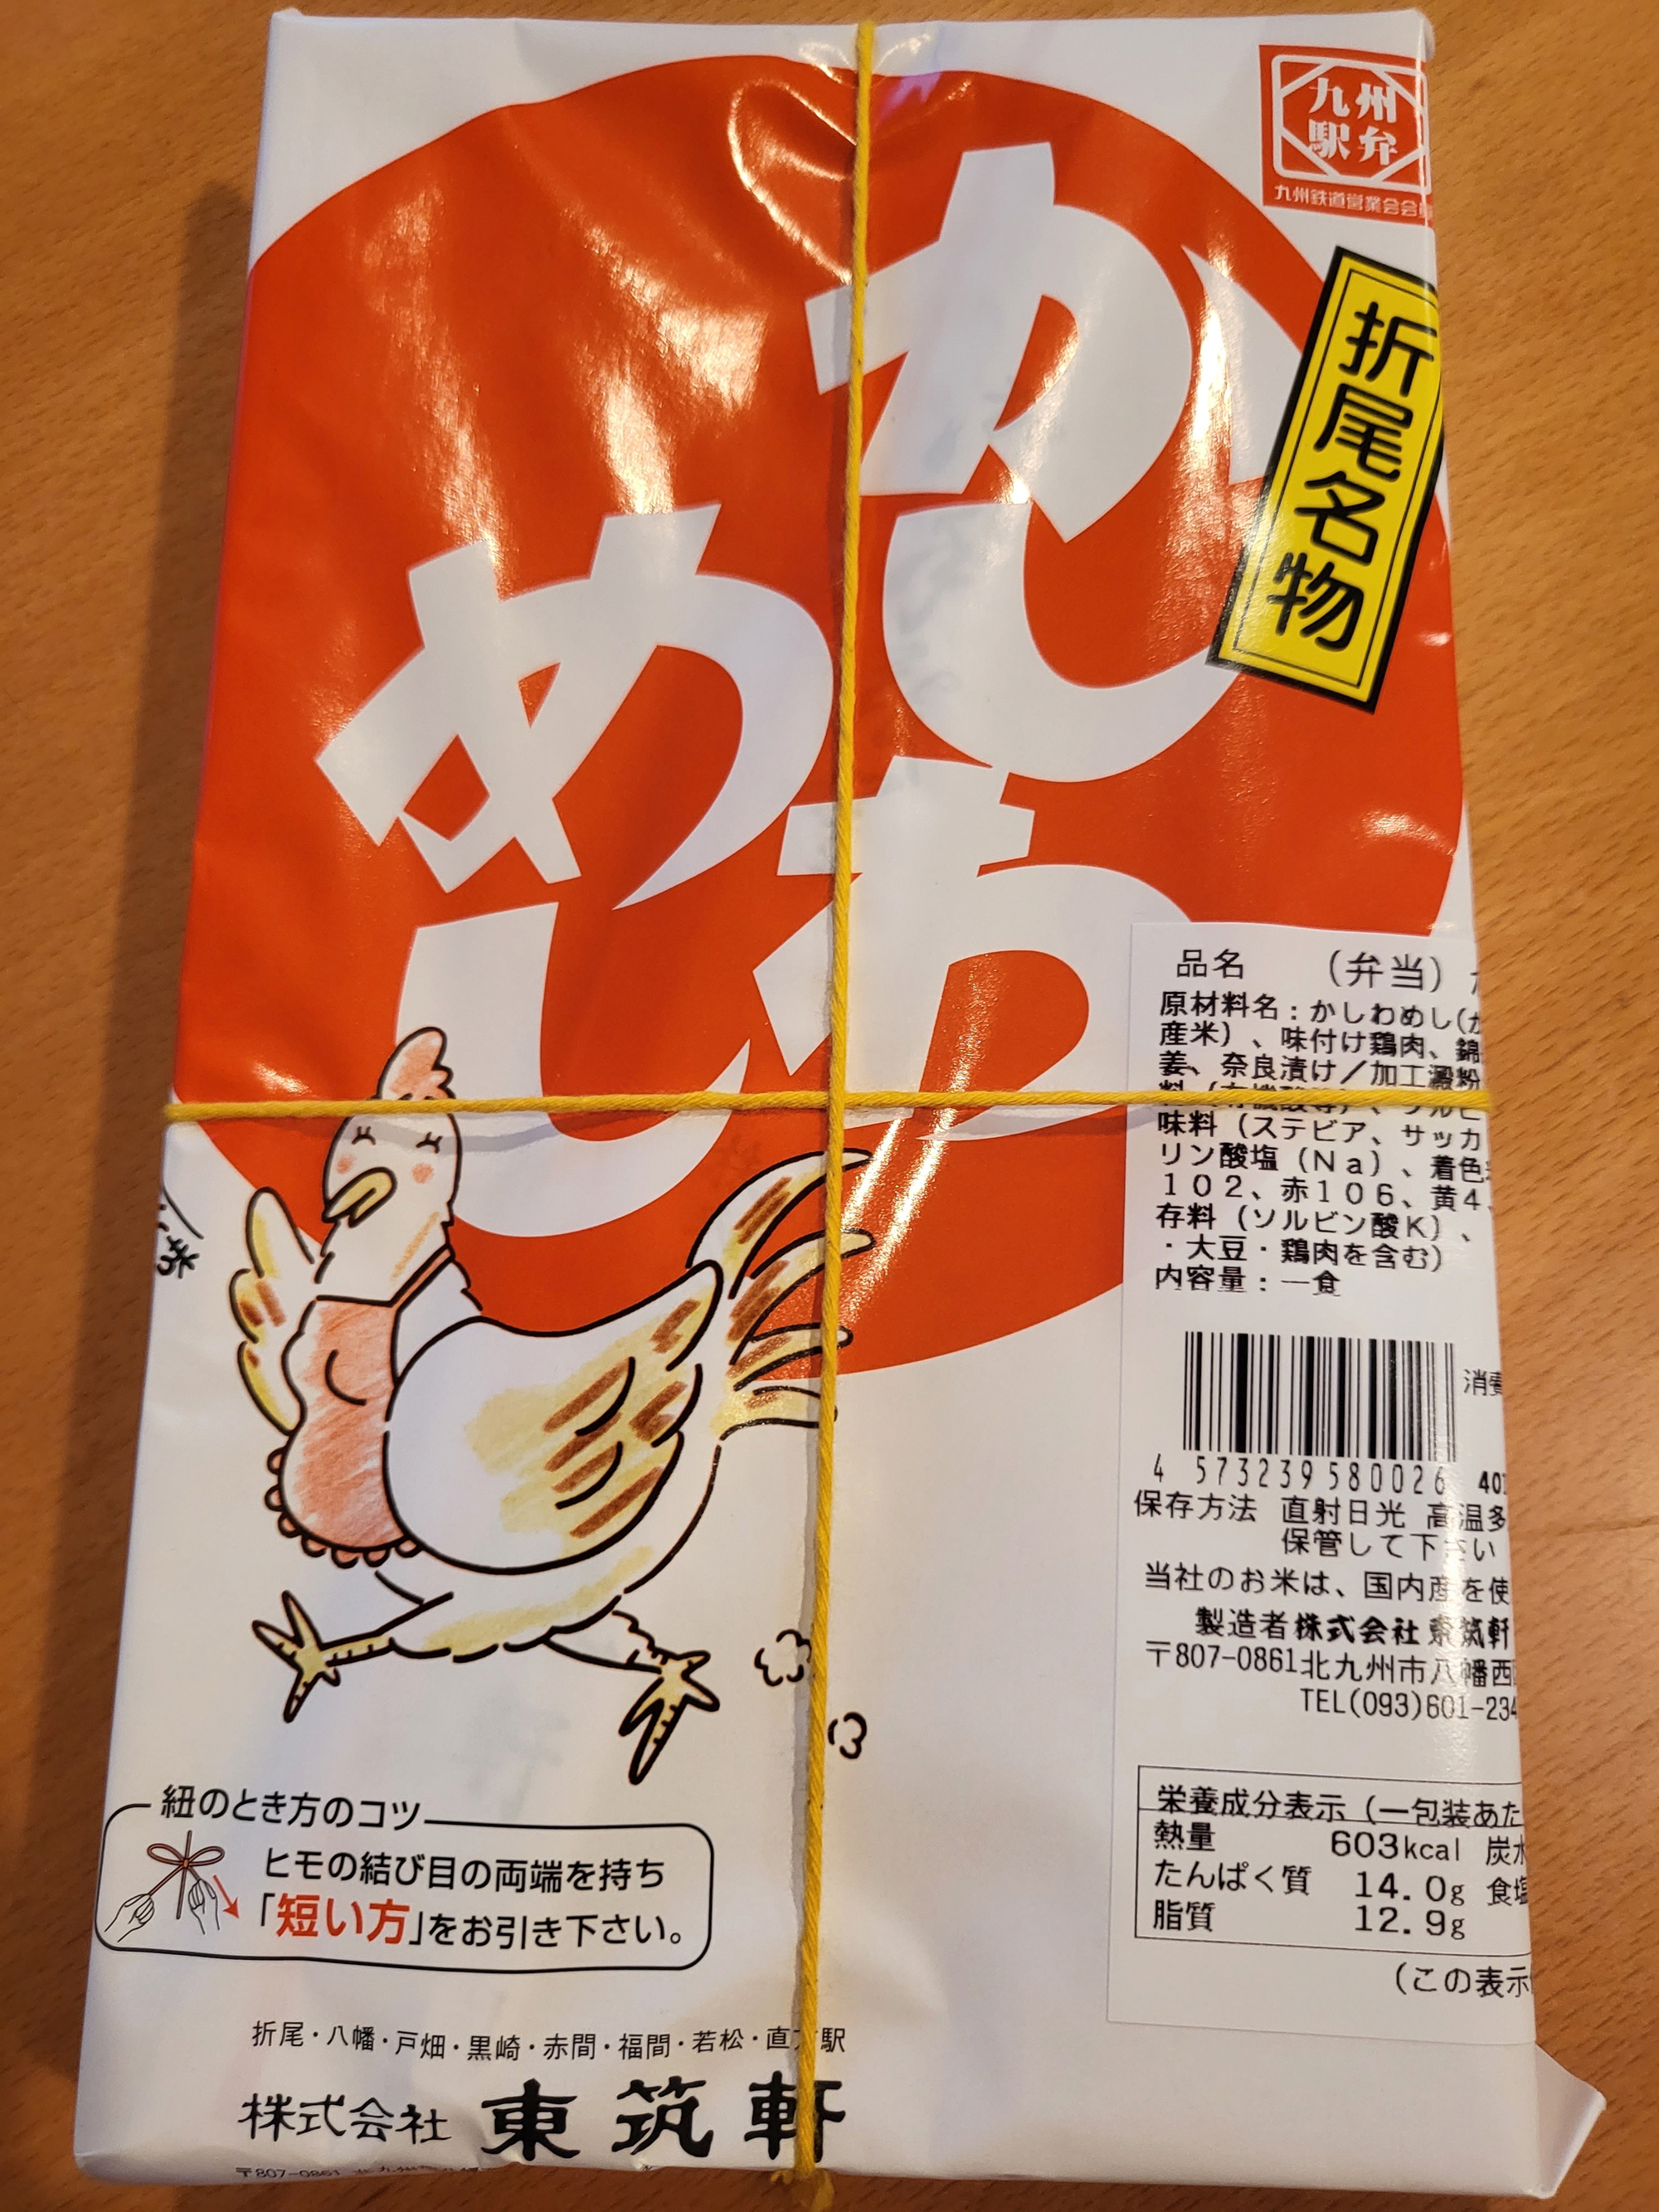 九州
駅弁
九州鉄道営業会会
折尾名物
かしわ
めし
品名 （弁当）
原材料名：かしわめし(か
産米）、味付け鶏肉、錦
姜、奈良漬け／加工澱粉
味料（ステビア、サッカ
リン酸塩（Ｎａ）、着色
１０２、赤１０６、黄４、
存料（ソルビン酸Ｋ）、
・大豆・鶏肉を含む）
内容量：一食
消費
4 573239 580026 40
保存方法 直射日光 高温多
保管して下さい
当社のお米は、国内産を使
製造者株式会社東筑軒
〒807-0861北九州市八幡西
TEL(093)601-234
栄養成分表示（一包装あた
熱量 603kcal 炭水
たんぱく質 14.0g 食塩
脂質 12.9g
（この表示
紐のとき方のコツ
ヒモの結び目の両端を持ち
「短い方」をお引き下さい。
折尾・八幡・戸畑・黒崎・赤間・福間・若松・直方駅
株式会社 東筑軒
〒807-0861 北九州